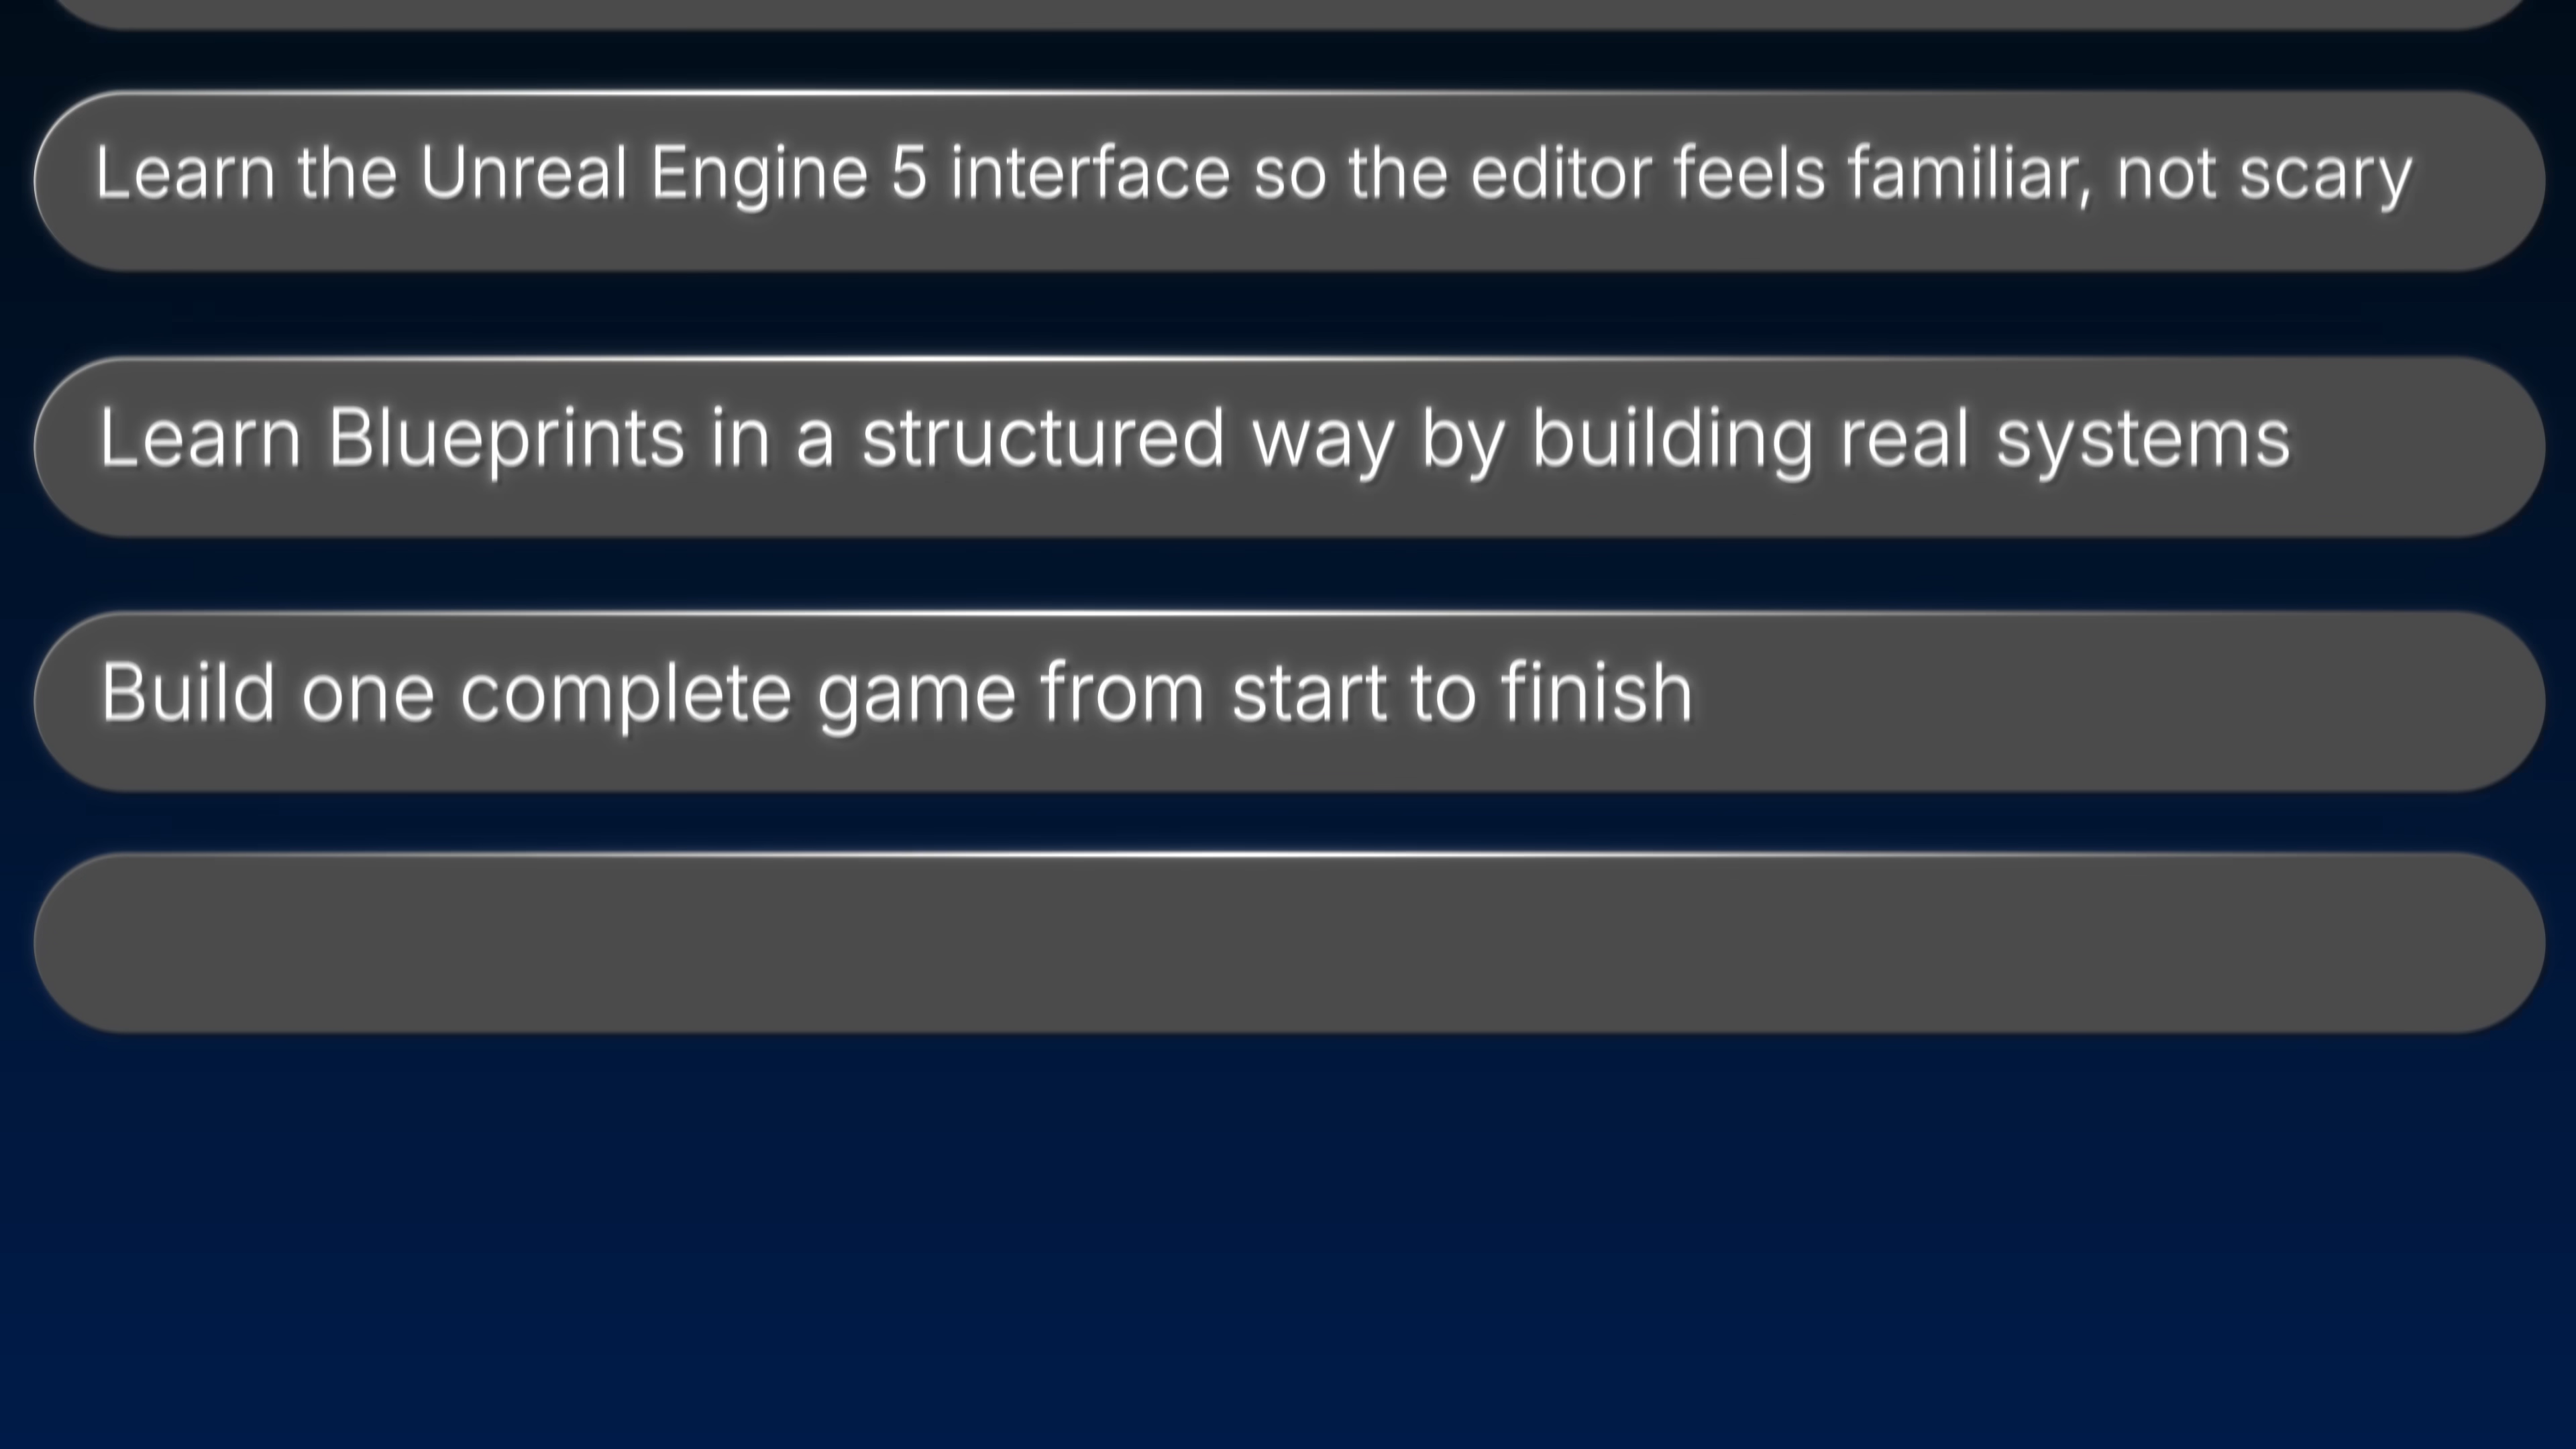 Learn the Unreal Engine 5 interface so the editor feels familiar, not scary
Learn Blueprints in a structured way by building real systems
Build one complete game from start to finish